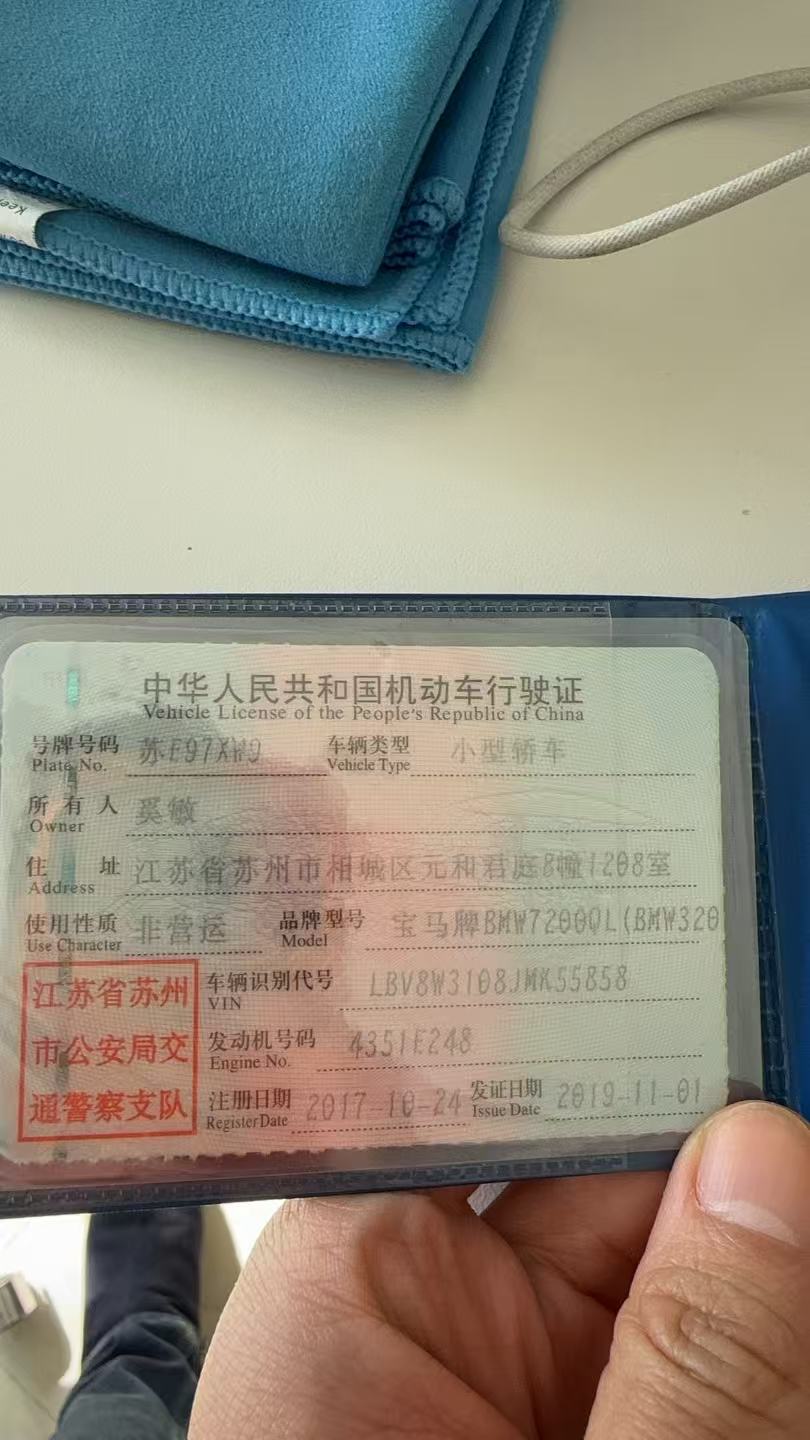 Kee
中华人民共和国机动车行驶证
Vehicle License of the People's Republic of China
号牌号码 苏E97XW9 车辆类型 小型轿车
Plate No. Vehicle Type
所有人 奚敏
Owner
住址 江苏省苏州市相城区元和君庭8幢1208室
Address
使用性质 非营运 品牌型号 宝马牌BMW7200QL(BMW320
Use Character Model
江苏省苏州 车辆识别代号 LBV8W3108JMK55858
VIN
市公安局交 发动机号码 4351E248
Engine No.
通警察支队 注册日期 2017-10-24 发证日期 2019-11-01
Register Date Issue Date